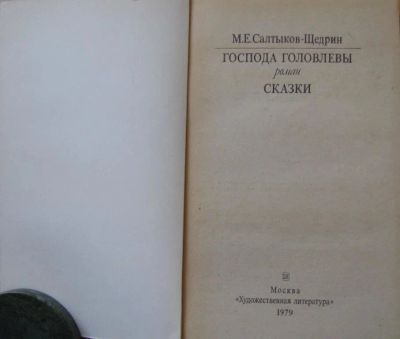 М.Е.Салтыков-Щедрин
ГОСПОДА ГОЛОВЛЕВЫ
роман
СКАЗКИ
Москва
«Художественная литература»
1979